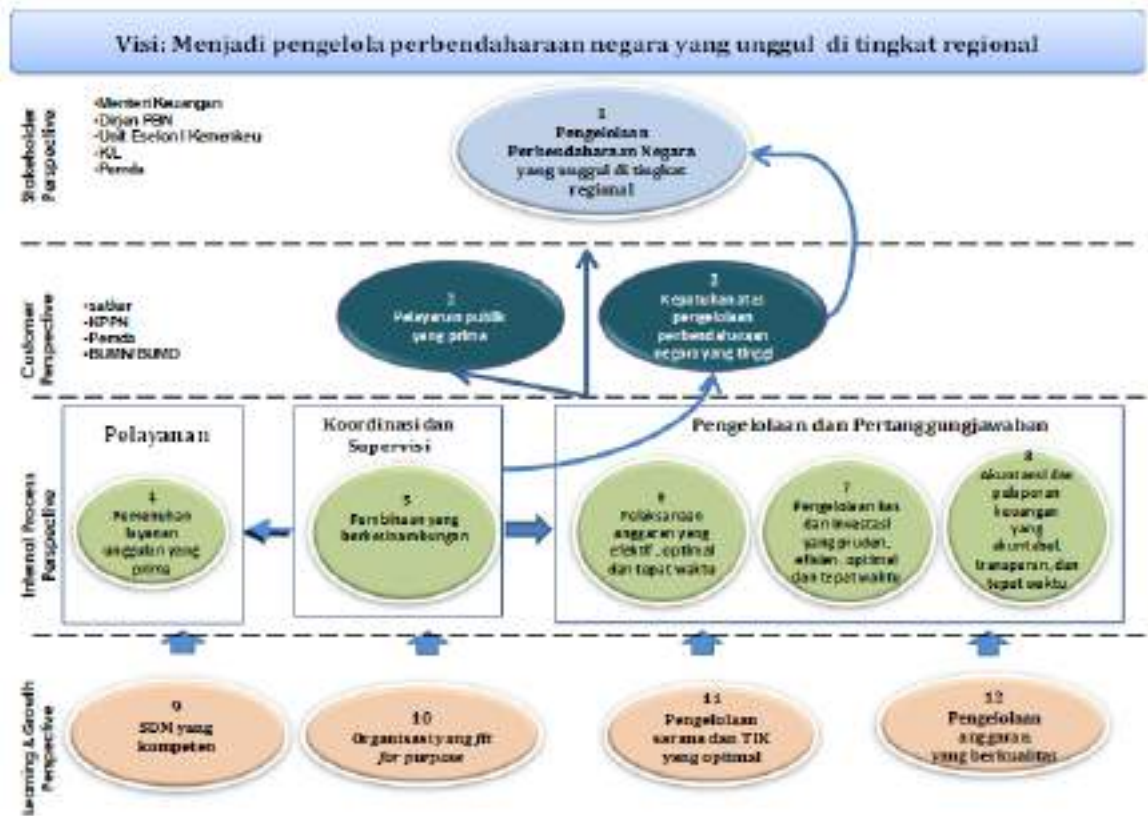 Visi: Menjadi pengelola perbendaharaan negara yang unggul di tingkat regional
Stakeholder
Perspective
•Menteri Keuangan
•Dirjen PBN
•Unit Eselon I Kemenkeu
•K/L
•Pemda
1
Pengelolaan
Perbendaharaan Negara
yang unggul di tingkat
regional
Customer
Perspective
•satker
•KPPN
•Pemda
•BUMN/BUMD
Pelayanan publik
yang prima
Kepatuhan atas
pengelolaan
perbendaharaan
negara yang tinggi
Internal Process
Perspective
Pelayanan
4
Pemenuhan
layanan
unggulan yang
prima
Koordinasi dan
Supervisi
5
Pembinaan yang
berkesinambungan
Pengelolaan dan Pertanggungjawaban
6
Pelaksanaan
anggaran yang
efektif, optimal
dan tepat waktu
7
Pengelolaan kas
dan investasi
yang pruden,
efisien, optimal
dan tepat waktu
8
Akuntansi dan
pelaporan
keuangan
yang
akuntabel,
transparan, dan
tepat waktu
Learning & Growth
Perspective
9
SDM yang
kompeten
10
Organisasi yang fit
for purpose
11
Pengelolaan
sarana dan TIK
yang optimal
12
Pengelolaan
anggaran
yang berkualitas